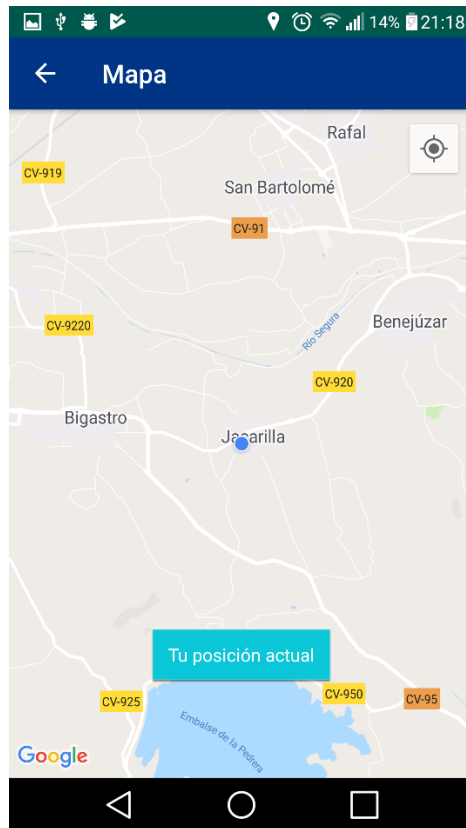 14% 21:18
Mapa
Rafal
CV-919
San Bartolomé
CV-91
Río Segura
Benejúzar
CV-9220
CV-920
Bigastro
Jacarilla
Tu posición actual
CV-925
CV-950
CV-95
Embalse de la Pedrera
Google